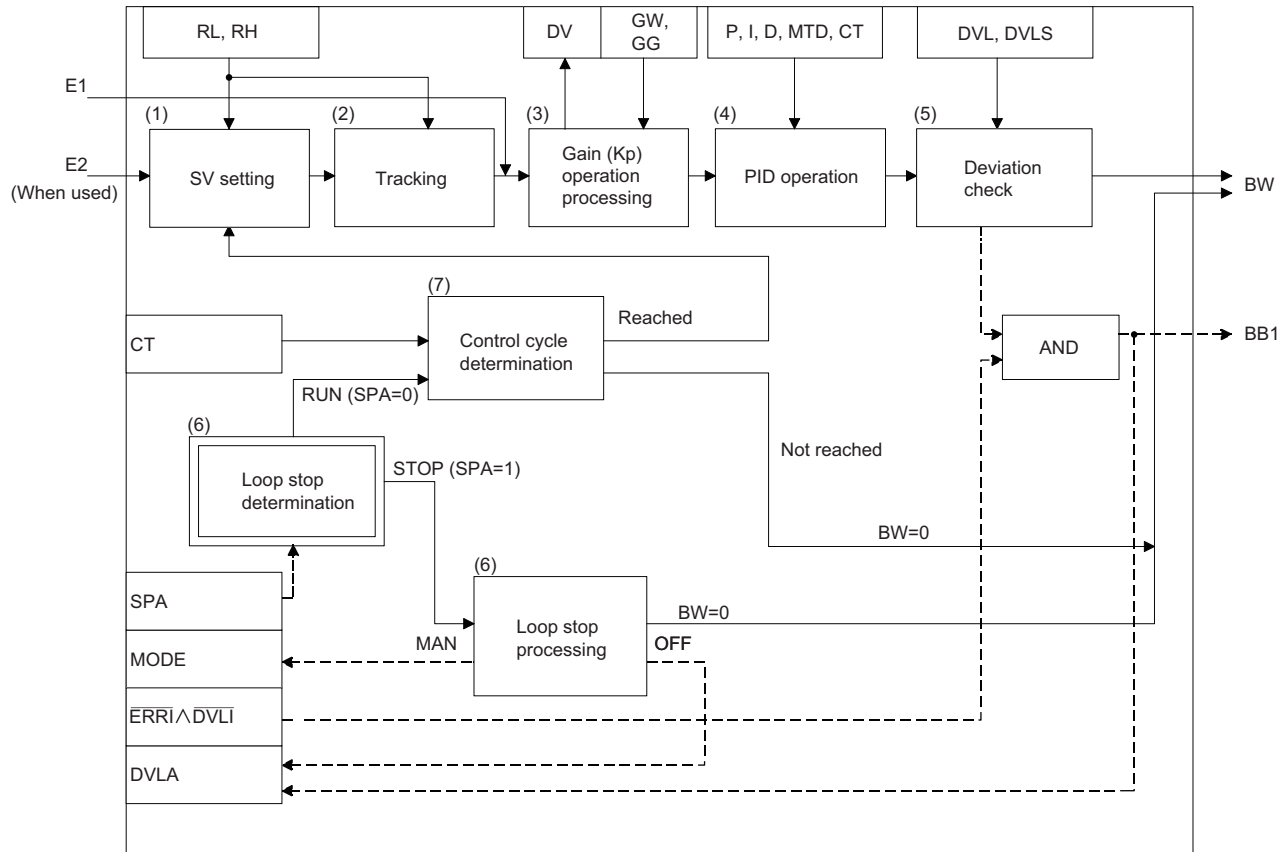 RL, RH
DV
GW,
GG
P, I, D, MTD, CT
DVL, DVLS
E1
(1)
(2)
(3)
(4)
(5)
E2
(When used)
SV setting
Tracking
Gain (Kp)
operation
processing
PID operation
Deviation
check
BW
(7)
Reached
CT
Control cycle
determination
AND
BB1
RUN (SPA=0)
(6)
Loop stop
determination
STOP (SPA=1)
Not reached
BW=0
(6)
SPA
Loop stop
processing
BW=0
MAN
OFF
MODE
E̅R̅R̅I̅∧D̅V̅L̅I̅
DVLA